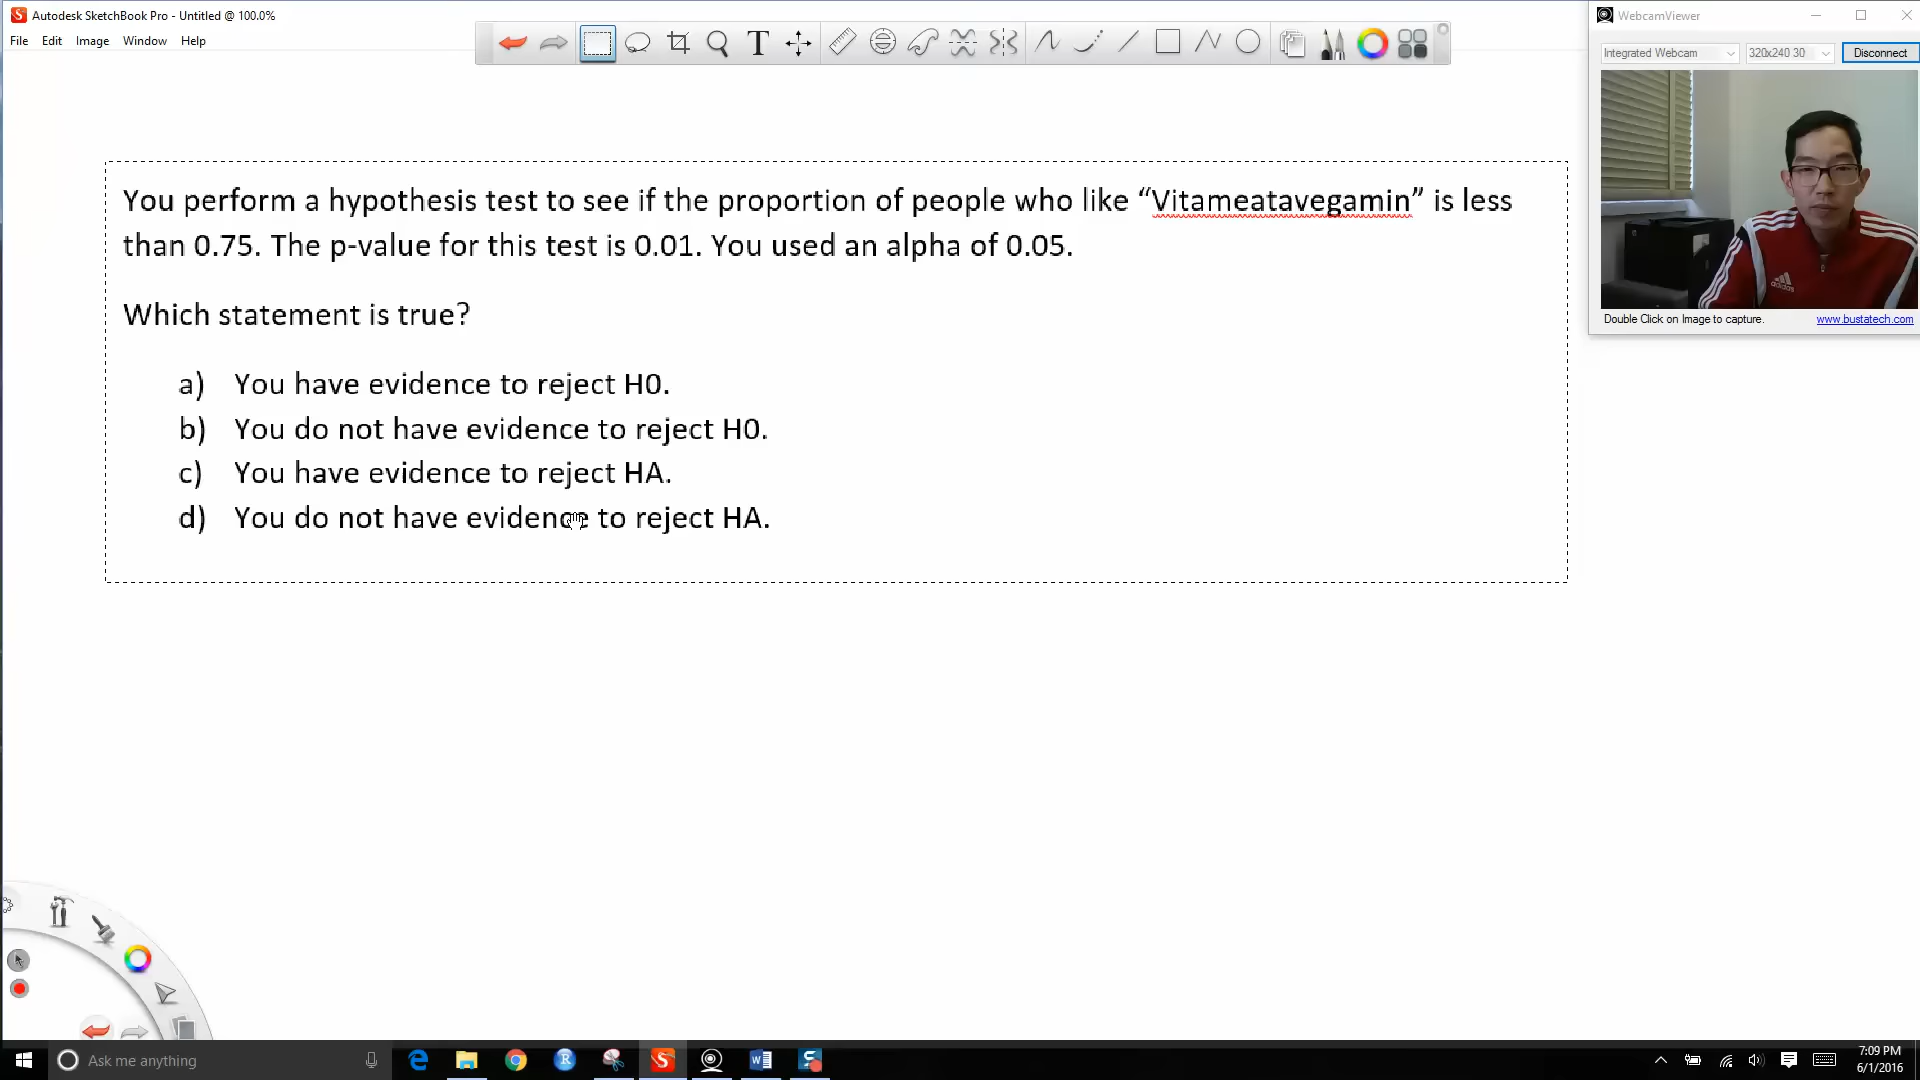 Autodesk SketchBook Pro - Untitled @ 100.0%
File Edit Image Window Help
T
WebcamViewer
Integrated Webcam 320x240 30 Disconnect
adidas
Double Click on Image to capture. www.bustatech.com
You perform a hypothesis test to see if the proportion of people who like “Vitameatavegamin” is less
than 0.75. The p-value for this test is 0.01. You used an alpha of 0.05.
Which statement is true?
a) You have evidence to reject H0.
b) You do not have evidence to reject H0.
c) You have evidence to reject HA.
d) You do not have evidence to reject HA.
Ask me anything
7:09 PM
6/1/2016